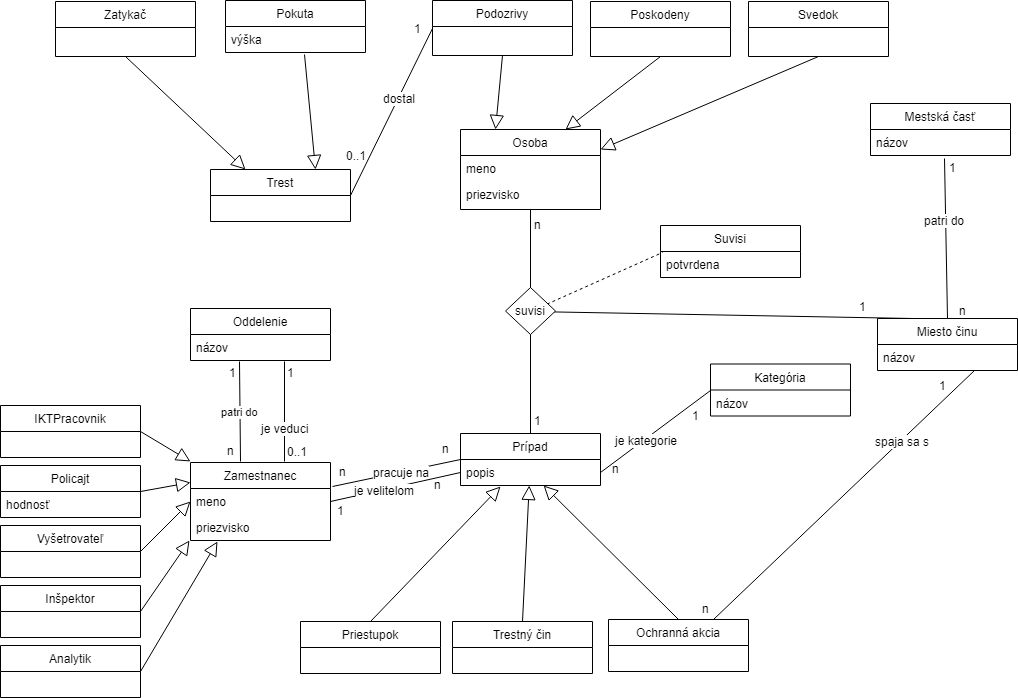 Zatykač
Pokuta
výška
Podozrivy
Poskodeny
Svedok
1
dostal
0..1
Trest
Osoba
meno
priezvisko
n
Mestská časť
názov
1
patri do
n
Suvisi
potvrdena
suvisi
1
Miesto činu
názov
1
Oddelenie
názov
1
1
patri do
je veduci
n
0..1
Kategória
názov
1
je kategorie
n
1
Prípad
popis
spaja sa s
IKTPracovnik
Policajt
hodnosť
Vyšetrovateľ
Inšpektor
Analytik
Zamestnanec
meno
priezvisko
n
pracuje na
n
je velitelom
n
1
n
Priestupok
Trestný čin
Ochranná akcia